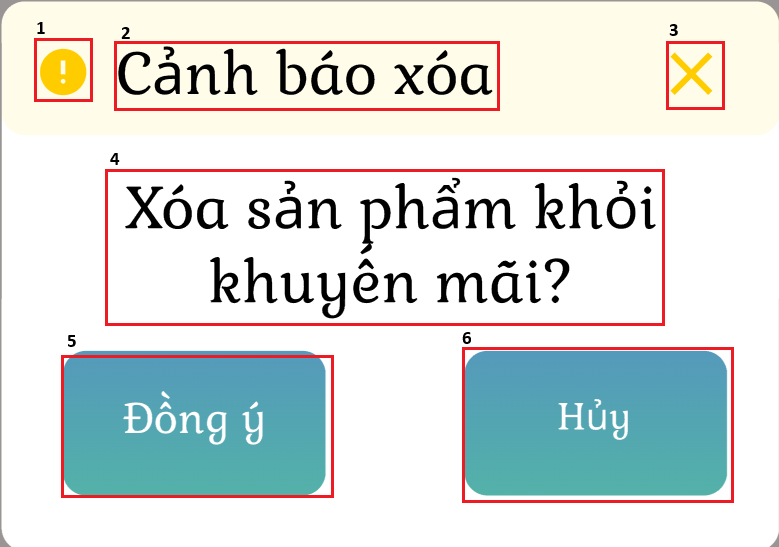 1
2
3
! Cảnh báo xóa
4
Xóa sản phẩm khỏi
khuyến mãi?
5
6
Đồng ý
Hủy